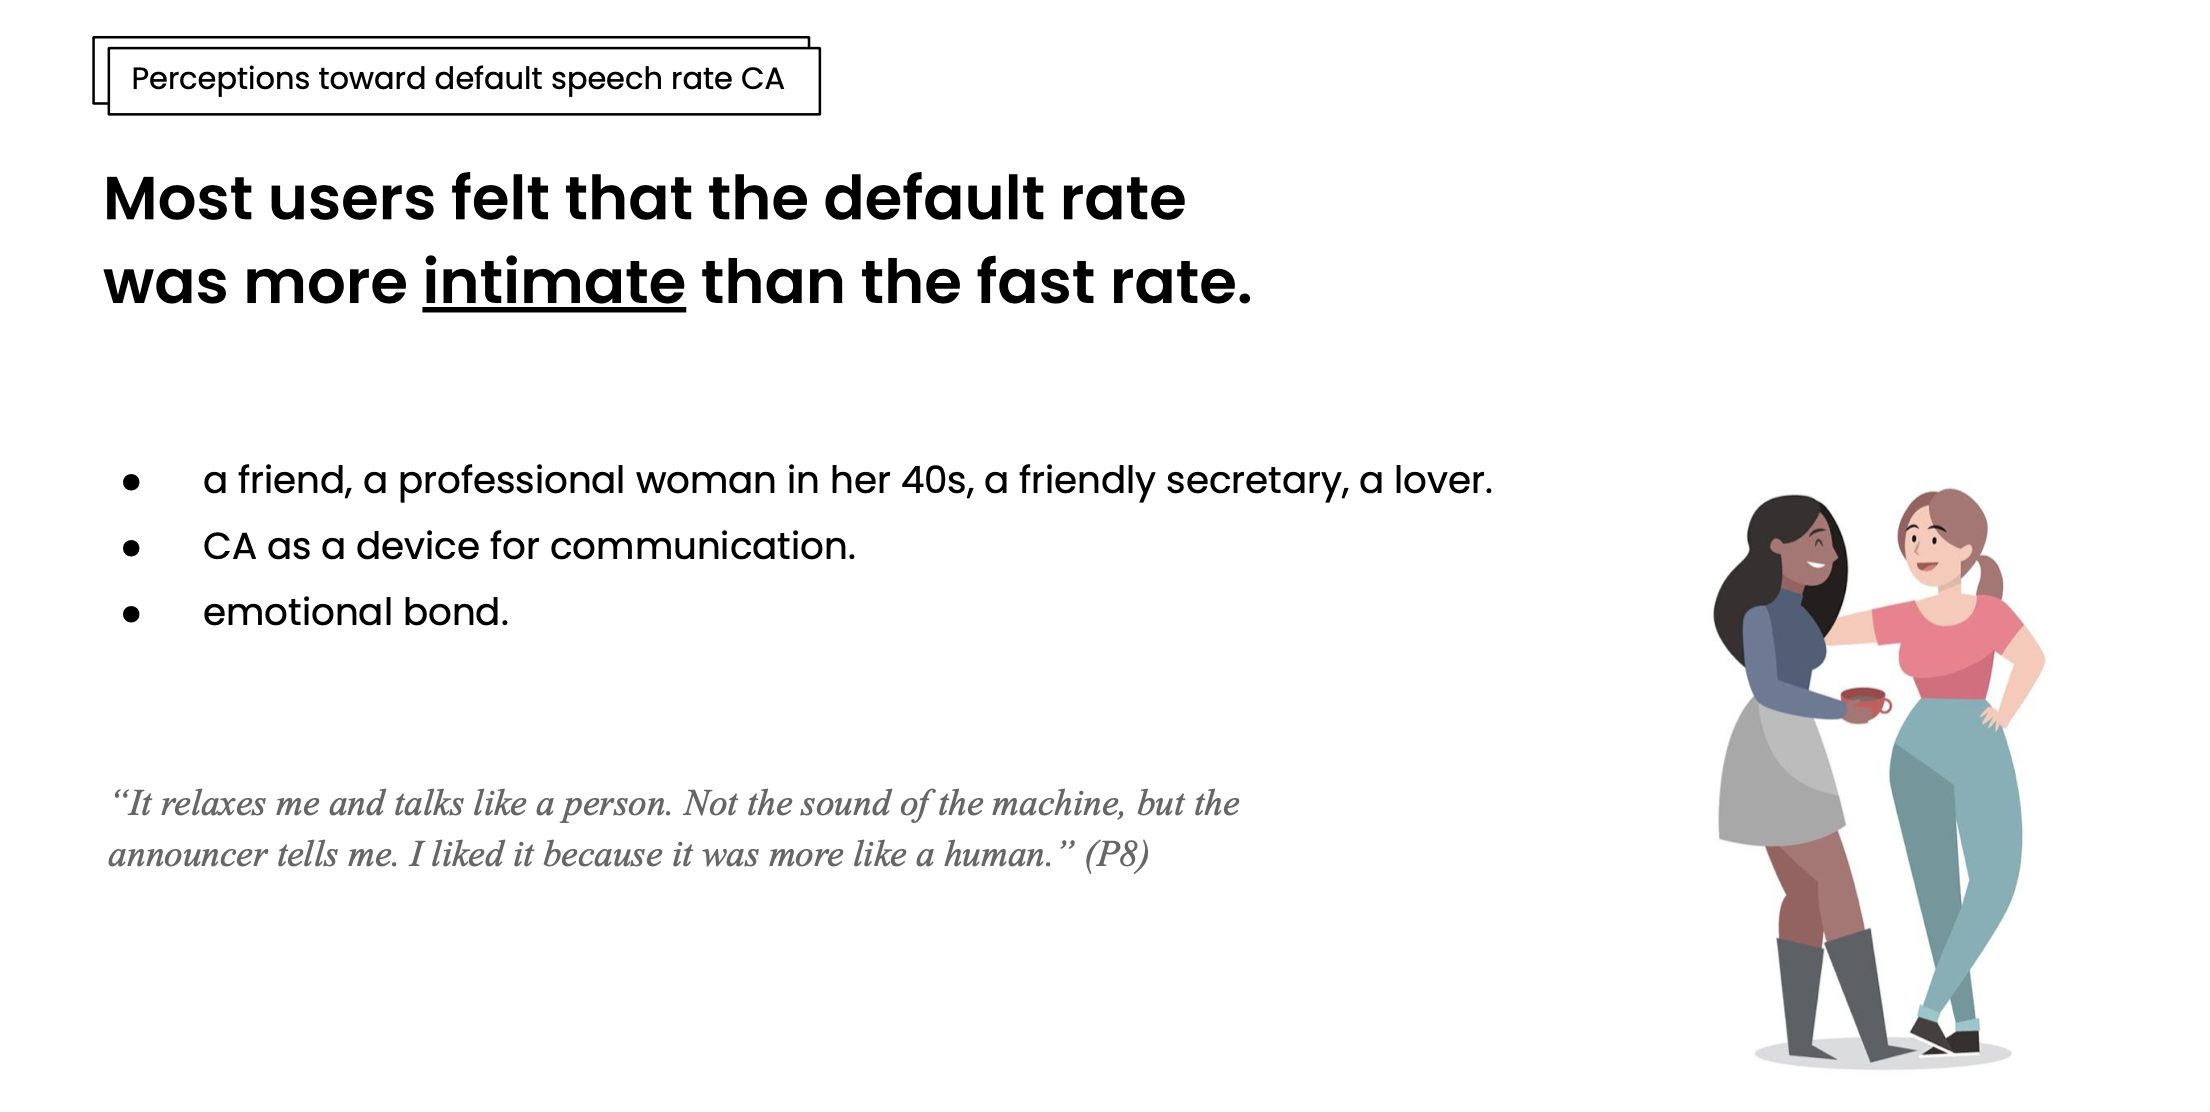 Perceptions toward default speech rate CA
Most users felt that the default rate
was more intimate than the fast rate.
● a friend, a professional woman in her 40s, a friendly secretary, a lover.
● CA as a device for communication.
● emotional bond.
“It relaxes me and talks like a person. Not the sound of the machine, but the
announcer tells me. I liked it because it was more like a human.” (P8)